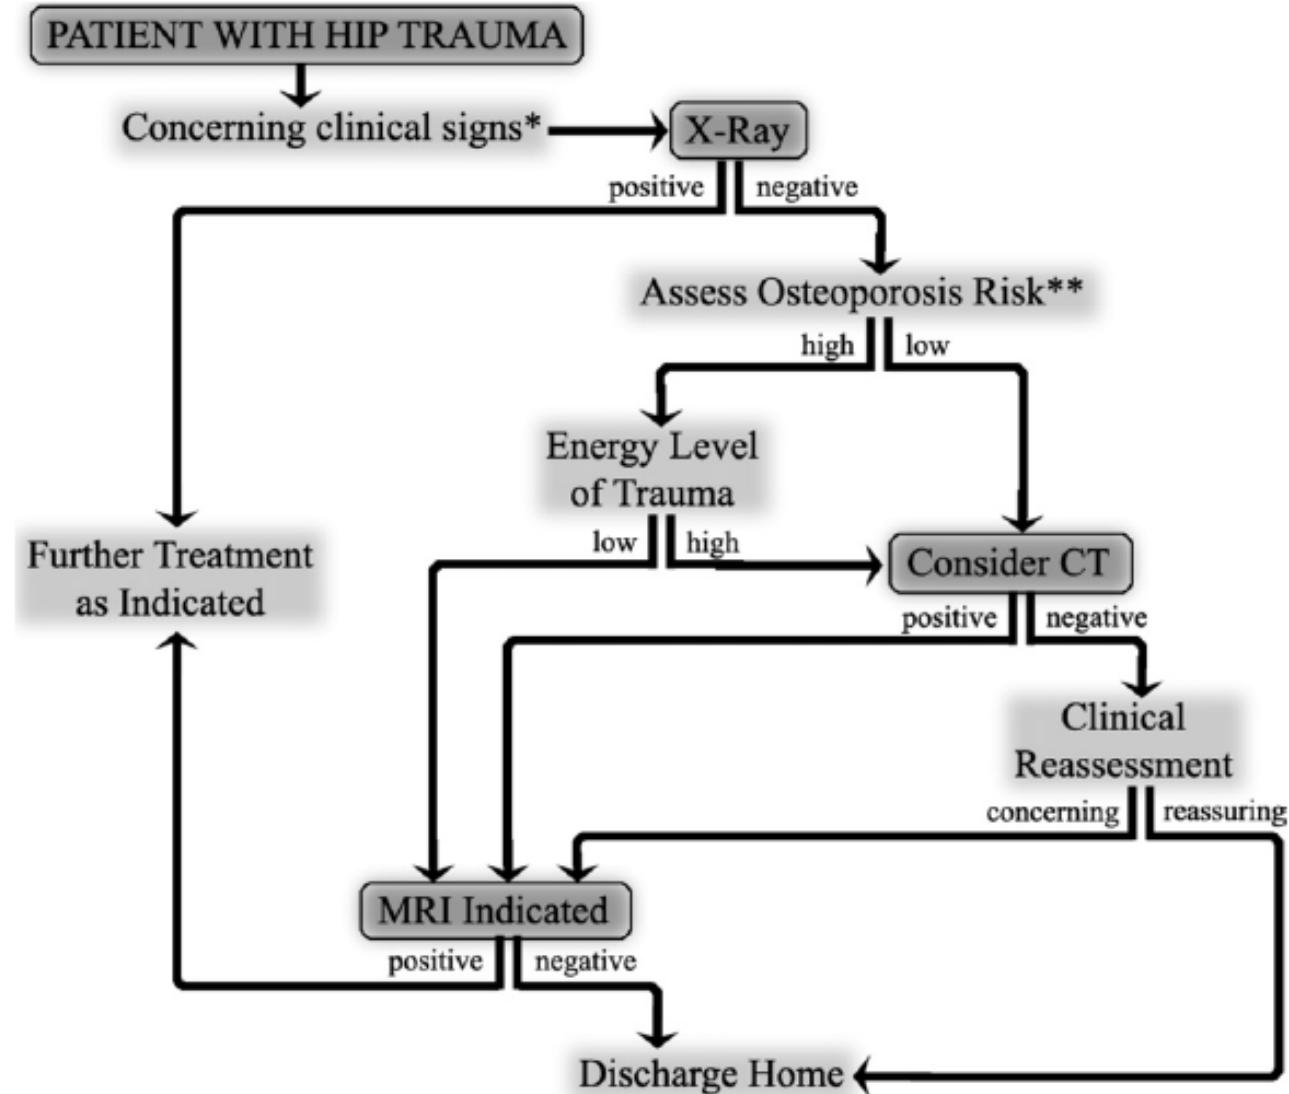 PATIENT WITH HIP TRAUMA
Concerning clinical signs*
X-Ray
positive
negative
Assess Osteoporosis Risk**
high
low
Energy Level
of Trauma
low
high
Further Treatment
as Indicated
Consider CT
positive
negative
Clinical
Reassessment
concerning
reassuring
MRI Indicated
positive
negative
Discharge Home